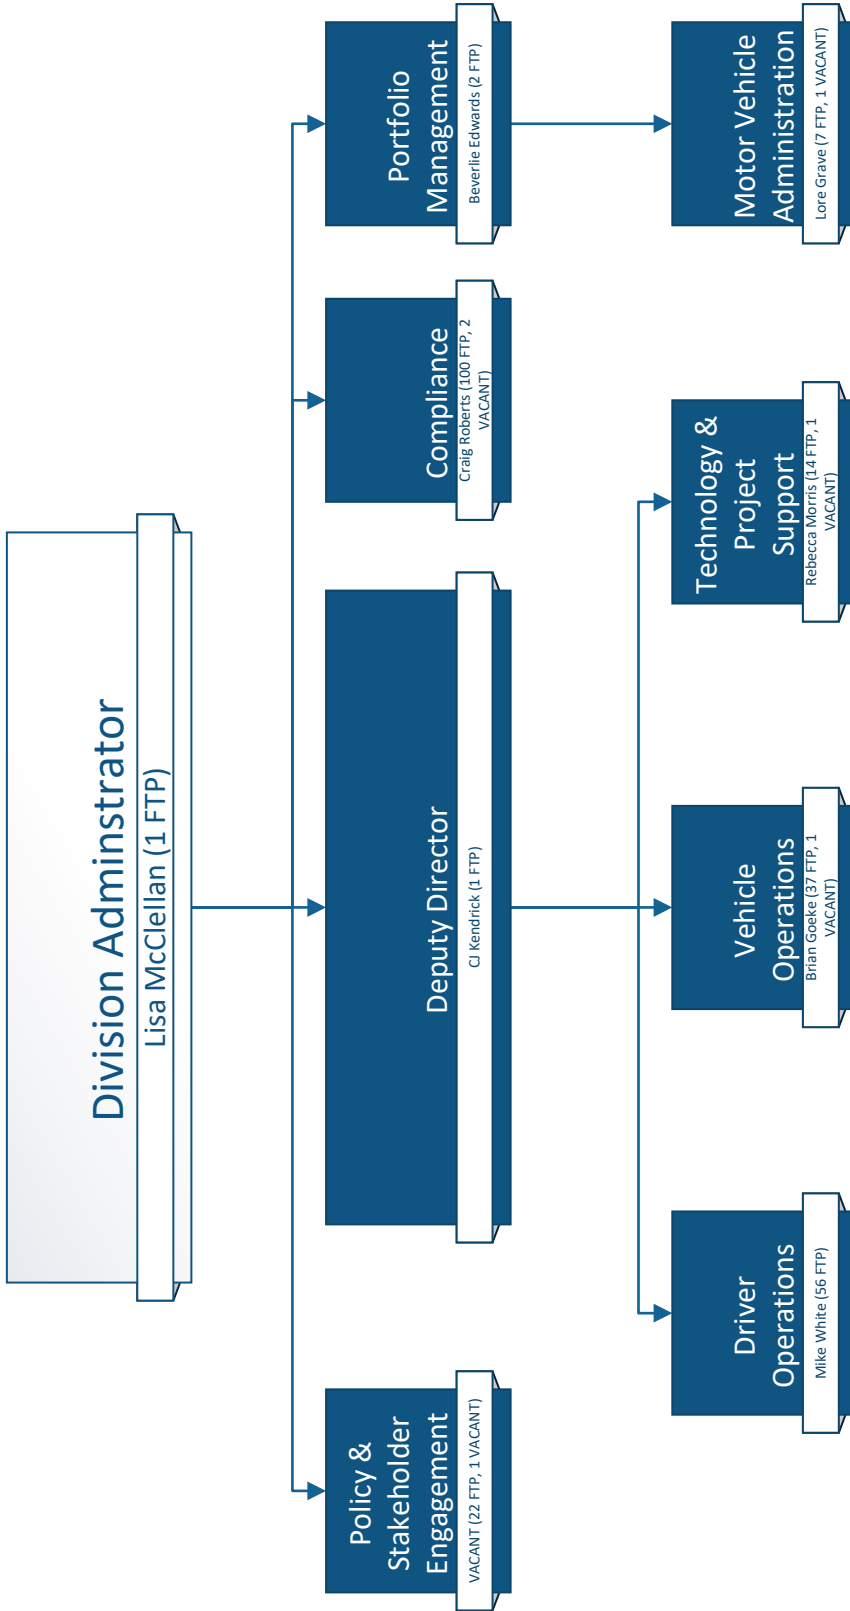 Division Adminstrator
Lisa McClellan (1 FTP)
Policy &
Stakeholder
Engagement
VACANT (22 FTP, 1 VACANT)
Deputy Director
CJ Kendrick (1 FTP)
Compliance
Craig Roberts (100 FTP, 2
VACANT)
Portfolio
Management
Beverlie Edwards (2 FTP)
Driver
Operations
Mike White (56 FTP)
Vehicle
Operations
Brian Goeke (37 FTP, 1
VACANT)
Technology &
Project
Support
Rebecca Morris (14 FTP, 1
VACANT)
Motor Vehicle
Administration
Lore Grave (7 FTP, 1 VACANT)